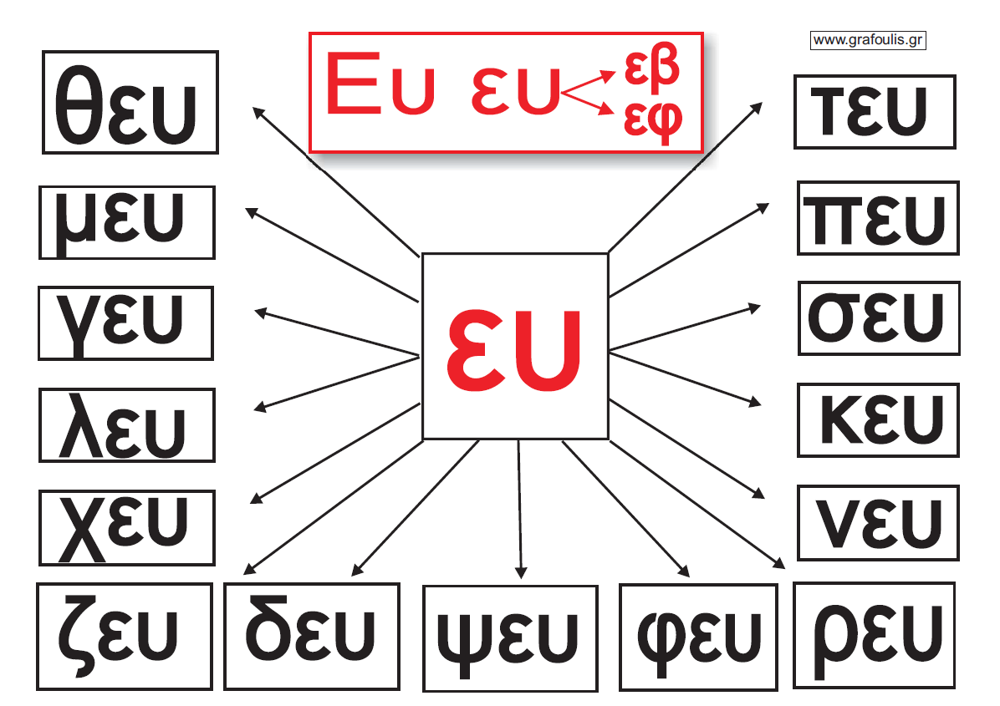 www.grafoulis.gr
Ευ ευ
εβ
εφ
θευ
τευ
μευ
πευ
γευ
σευ
ευ
λευ
κευ
χευ
νευ
ζευ
δευ
ψευ
φευ
ρευ